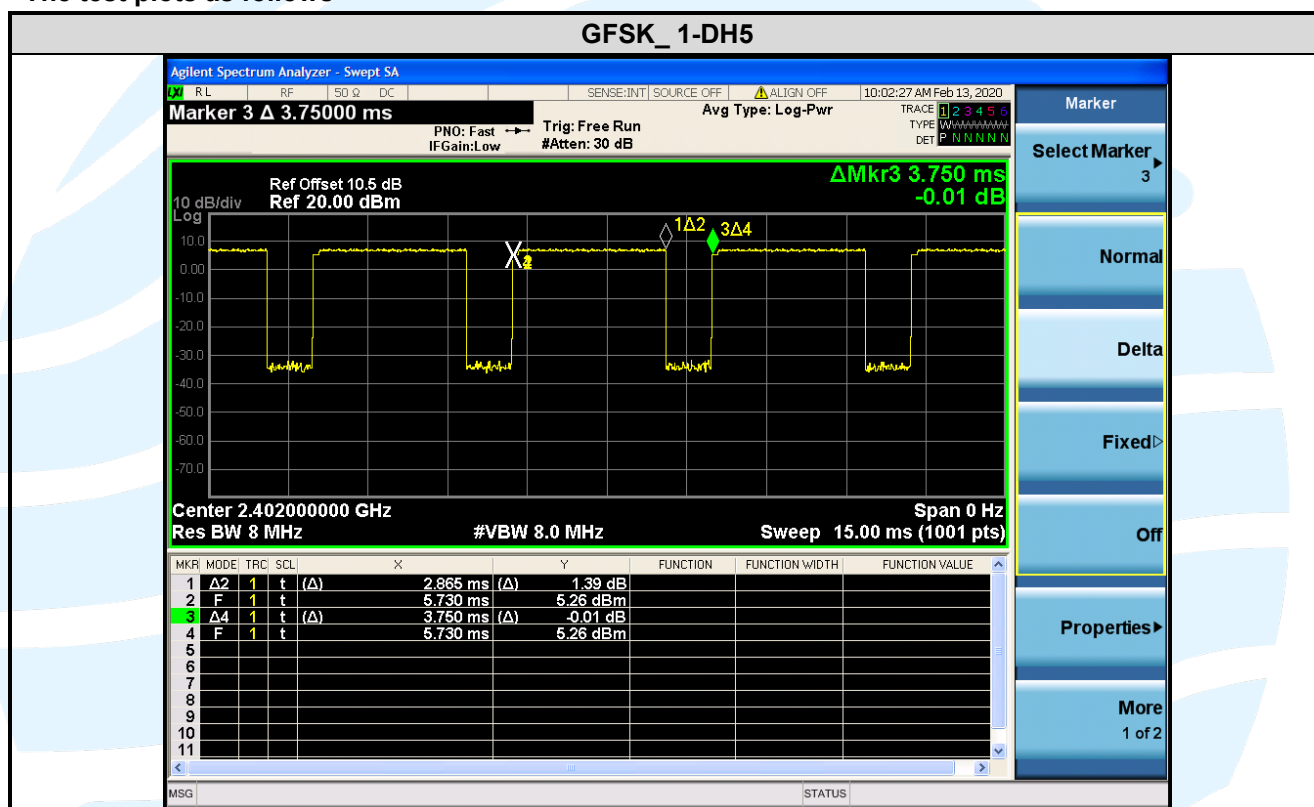 The test plots as follows
GFSK_ 1-DH5
Agilent Spectrum Analyzer - Swept SA
LXI RL RF 50 Ω DC SENSE:INT SOURCE OFF ALIGN OFF 10:02:27 AM Feb 13, 2020
Marker 3 Δ 3.75000 ms
PNO: Fast
IFGain:Low
Trig: Free Run
#Atten: 30 dB
Avg Type: Log-Pwr
TRACE 1 2 3 4 5 6
TYPE WWWWWWW
DET P N N N N N
ΔMkr3 3.750 ms
-0.01 dB
Ref Offset 10.5 dB
10 dB/div Ref 20.00 dBm
Log
10.0
0.00
-10.0
-20.0
-30.0
-40.0
-50.0
-60.0
-70.0
1Δ2
3Δ4
X
Center 2.402000000 GHz Span 0 Hz
Res BW 8 MHz #VBW 8.0 MHz Sweep 15.00 ms (1001 pts)
MKR MODE TRC SCL X Y FUNCTION FUNCTION WIDTH FUNCTION VALUE
1 Δ2 1 t (Δ) 2.865 ms (Δ) 1.39 dB
2 F 1 t 5.730 ms 5.26 dBm
3 Δ4 1 t (Δ) 3.750 ms (Δ) -0.01 dB
4 F 1 t 5.730 ms 5.26 dBm
5
6
7
8
9
10
11
MSG STATUS
Marker
Select Marker
3
Normal
Delta
Fixed
Off
Properties
More
1 of 2